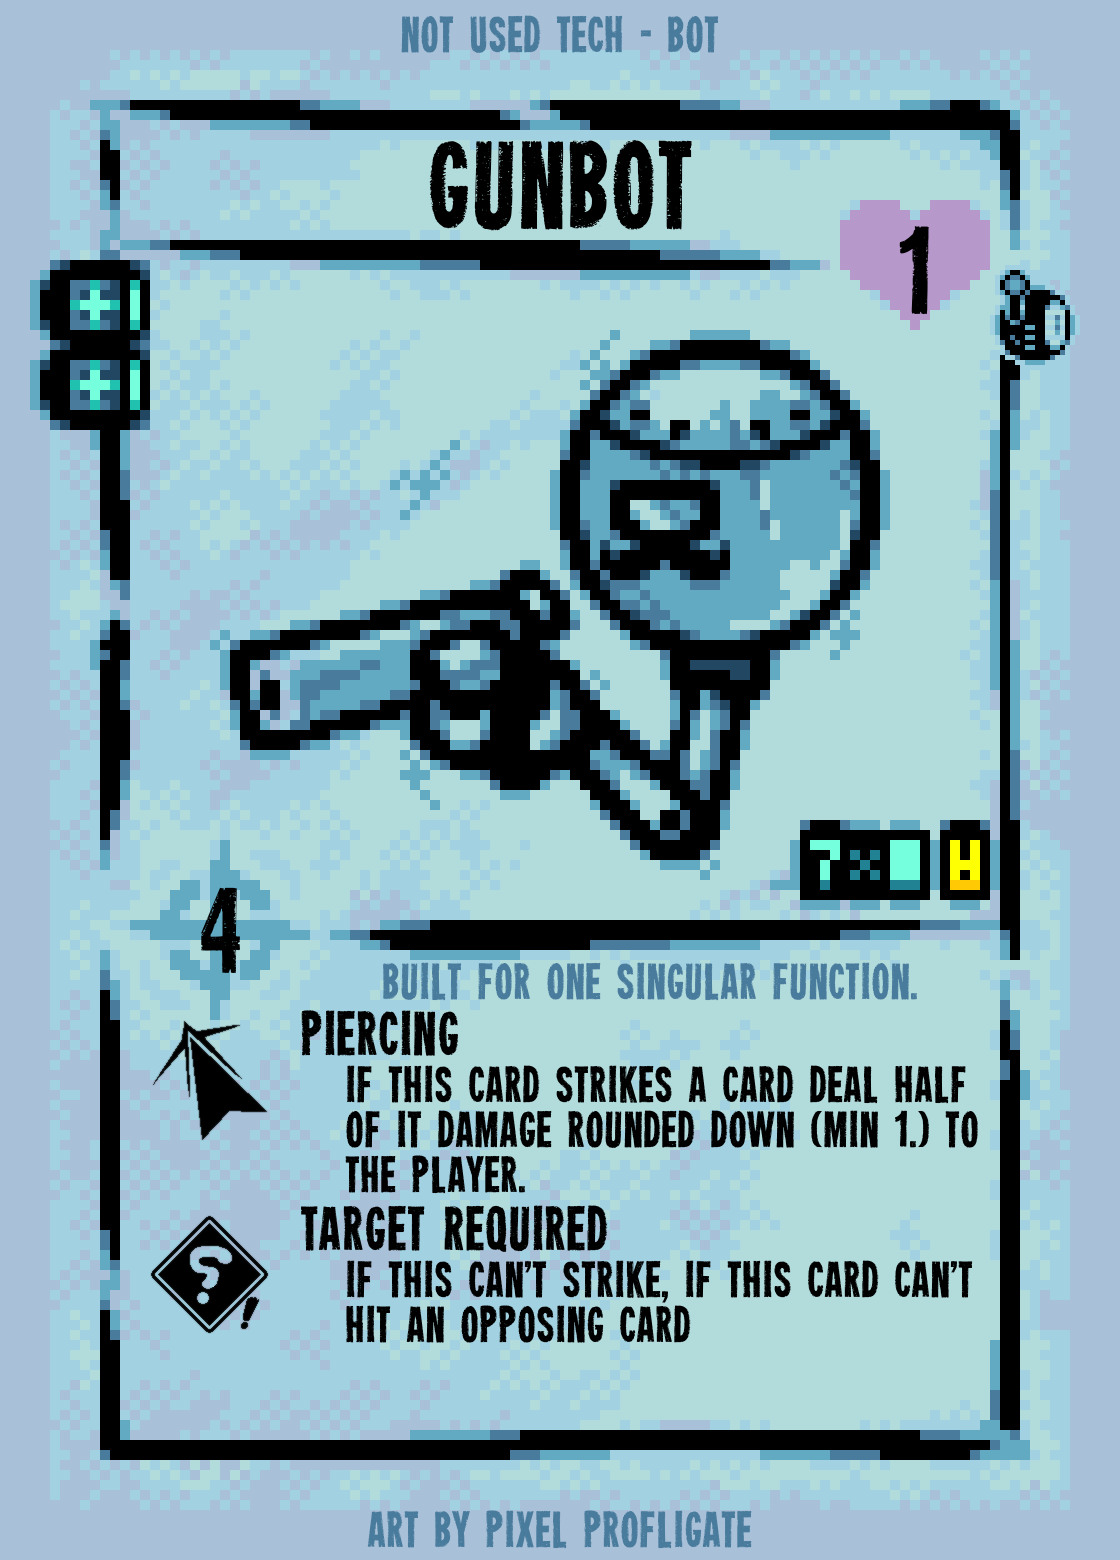 NOT USED TECH - BOT
GUNBOT
1
?
4
BUILT FOR ONE SINGULAR FUNCTION.
PIERCING
IF THIS CARD STRIKES A CARD DEAL HALF
OF IT DAMAGE ROUNDED DOWN (MIN 1.) TO
THE PLAYER.
TARGET REQUIRED
IF THIS CAN'T STRIKE, IF THIS CARD CAN'T
HIT AN OPPOSING CARD
?!
ART BY PIXEL PROFLIGATE